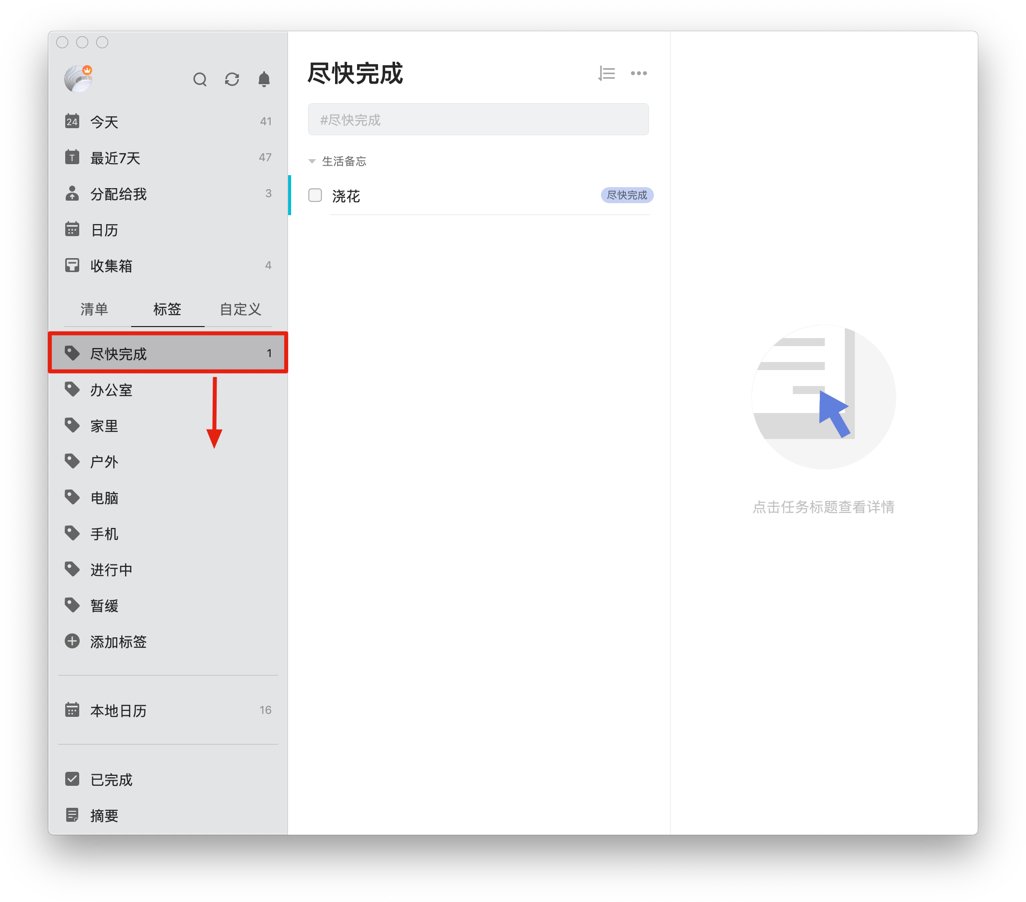 24 今天 41
T 最近7天 47
分配给我 3
日历
收集箱 4
清单 标签 自定义
尽快完成 1
办公室
家里
户外
电脑
手机
进行中
暂缓
添加标签
本地日历 16
已完成
摘要
尽快完成
#尽快完成
生活备忘
浇花 尽快完成
点击任务标题查看详情